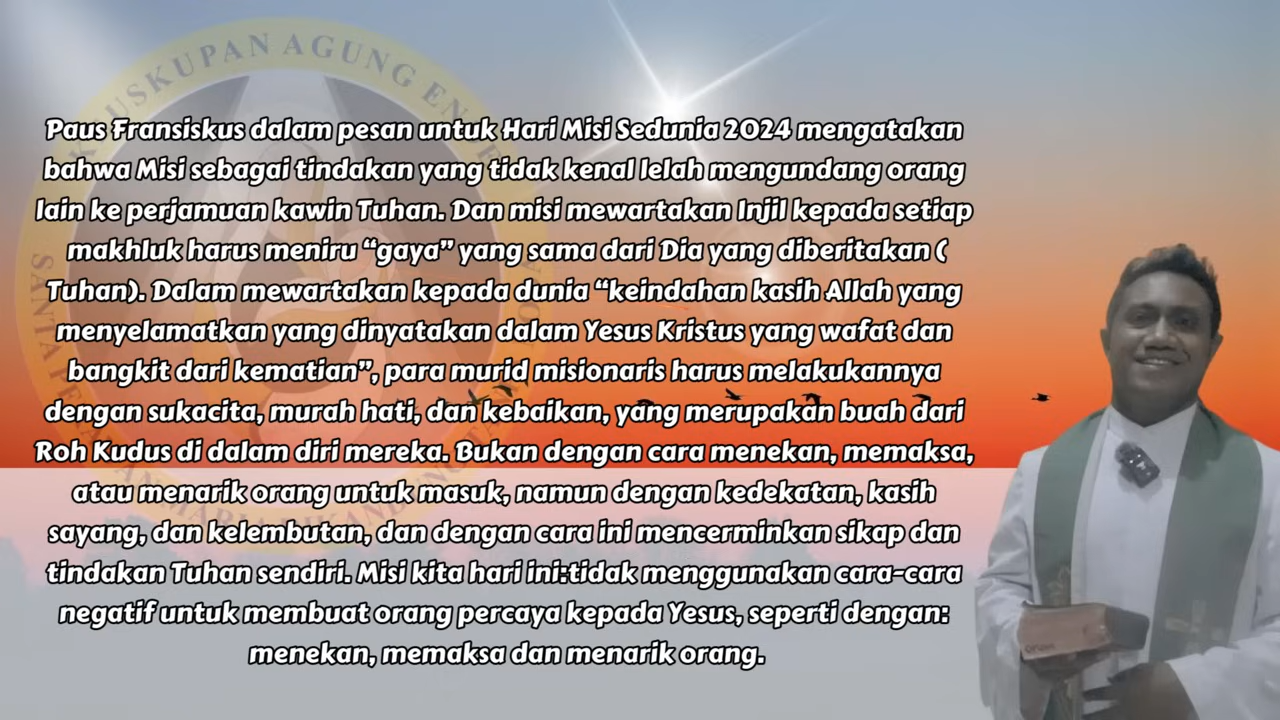 KEUSKUPAN AGUNG ENDE
Paus Fransiskus dalam pesan untuk Hari Misi Sedunia 2024 mengatakan
bahwa Misi sebagai tindakan yang tidak kenal lelah mengundang orang
lain ke perjamuan kawin Tuhan. Dan misi mewartakan Injil kepada setiap
makhluk harus meniru “gaya” yang sama dari Dia yang diberitakan (
Tuhan). Dalam mewartakan kepada dunia “keindahan kasih Allah yang
menyelamatkan yang dinyatakan dalam Yesus Kristus yang wafat dan
bangkit dari kematian”, para murid misionaris harus melakukannya
dengan sukacita, murah hati, dan kebaikan, yang merupakan buah dari
Roh Kudus di dalam diri mereka. Bukan dengan cara menekan, memaksa,
atau menarik orang untuk masuk, namun dengan kedekatan, kasih
sayang, dan kelembutan, dan dengan cara ini mencerminkan sikap dan
tindakan Tuhan sendiri. Misi kita hari ini:tidak menggunakan cara-cara
negatif untuk membuat orang percaya kepada Yesus, seperti dengan:
menekan, memaksa dan menarik orang.